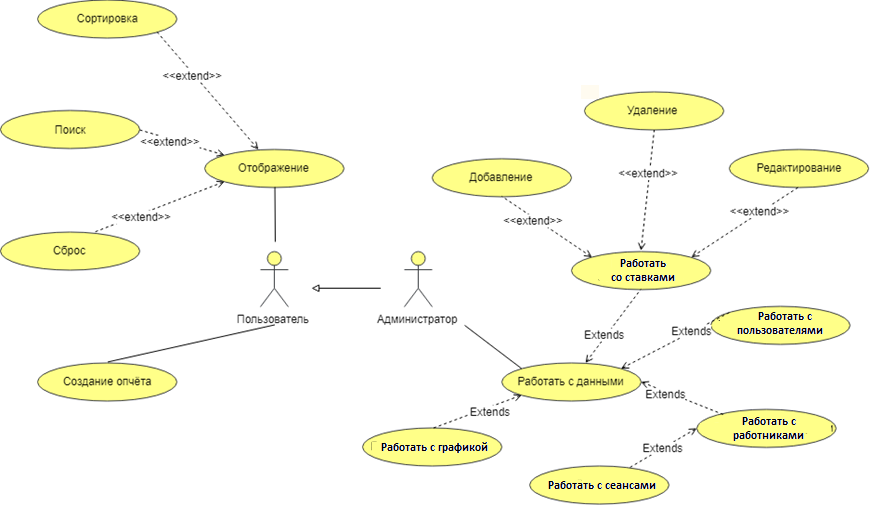 Сортировка
<<extend>>
Поиск
<<extend>>
Отображение
<<extend>>
Сброс
Пользователь
Администратор
Создание опчёта
Удаление
<<extend>>
Добавление
<<extend>>
Редактирование
<<extend>>
Работать
со ставками
Extends
Extends
Работать с
пользователями
Работать с данными
Extends
Extends
Работать с графикой
Работать с
работниками
Extends
Работать с сеансами